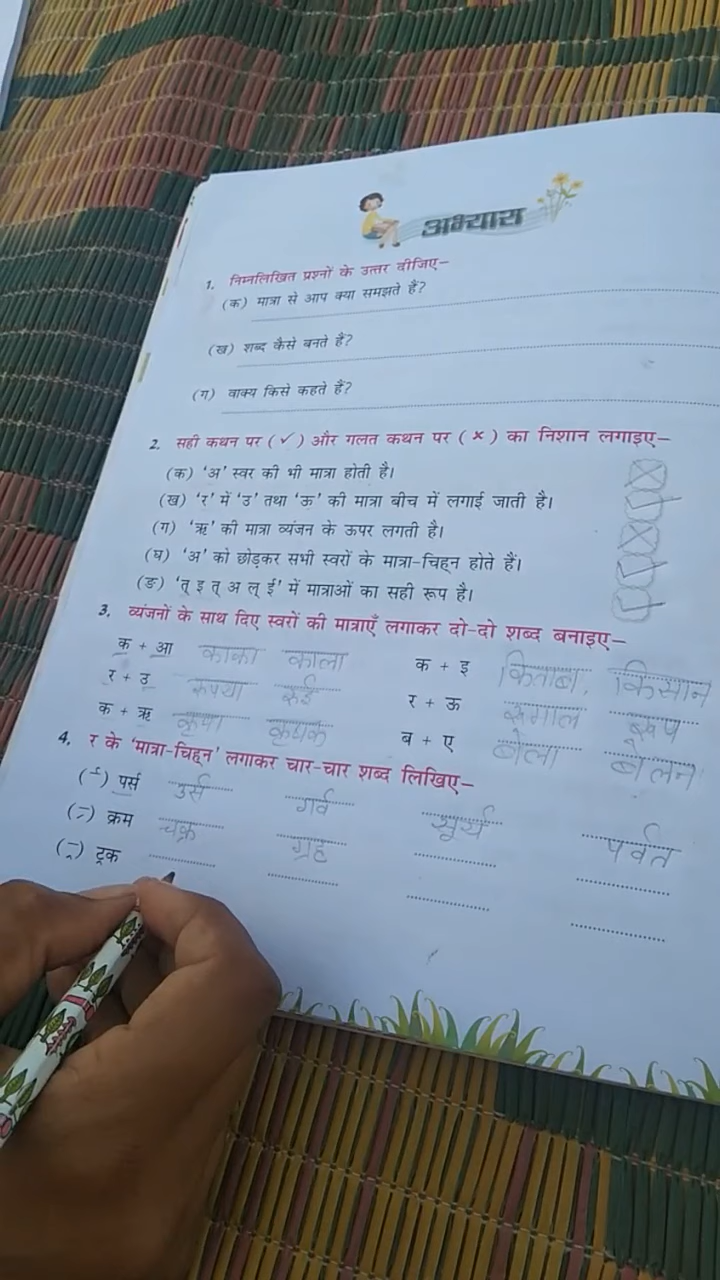 अभ्यास
1. निम्नलिखित प्रश्नों के उत्तर दीजिए–
(क) मात्रा से आप क्या समझते हैं?
(ख) शब्द कैसे बनते हैं?
(ग) वाक्य किसे कहते हैं?
2. सही कथन पर (✓) और गलत कथन पर (×) का निशान लगाइए–
(क) 'अ' स्वर की भी मात्रा होती है। ×
(ख) 'र' में 'उ' तथा 'ऊ' की मात्रा बीच में लगाई जाती है। ✓
(ग) 'ऋ' की मात्रा व्यंजन के ऊपर लगती है। ×
(घ) 'अ' को छोड़कर सभी स्वरों के मात्रा-चिह्न होते हैं। ✓
(ङ) 'त् इ त् अ ल् ई' में मात्राओं का सही रूप है। ✓
3. व्यंजनों के साथ दिए स्वरों की मात्राएँ लगाकर दो-दो शब्द बनाइए–
क + आ काका काला क + इ किताब, किसान
र + उ रुपया रुई र + ऊ रूमाल रूप
क + ऋ कृपा कृषक ब + ए बेला बेलन
4. र के 'मात्रा-चिह्न' लगाकर चार-चार शब्द लिखिए–
पर्स गर्व सूर्य पर्वत
क्रम चक्र ग्रह
ट्रक